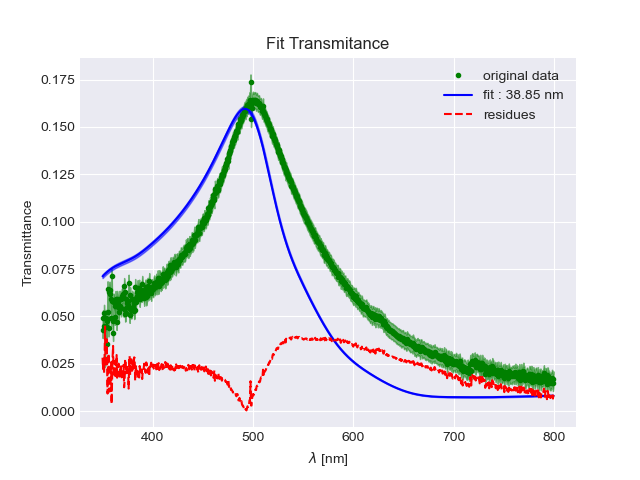 Fit Transmitance
original data
fit : 38.85 nm
residues
Transmittance
0.175
0.150
0.125
0.100
0.075
0.050
0.025
0.000
400 500 600 700 800
λ [nm]